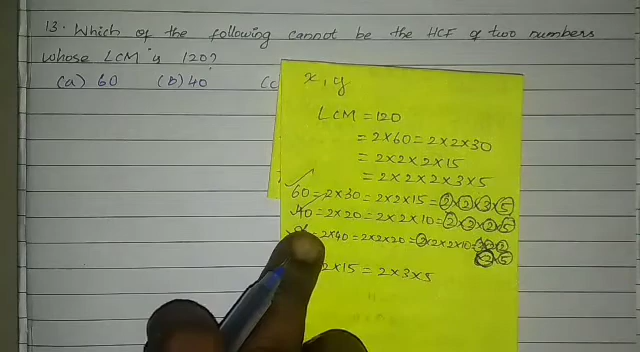 13. Which of the following cannot be the HCF of two numbers
whose LCM is 120?
(a) 60 (b) 40 (c
x, y
LCM = 120
= 2×60 = 2×2×30
= 2×2×2×15
= 2×2×2×3×5
60 = 2×30 = 2×2×15 = 2×2×3×5
40 = 2×20 = 2×2×10 = 2×2×2×5
= 2×40 = 2×2×20 = 2×2×2×10 =
2×5
2×15 = 2×3×5